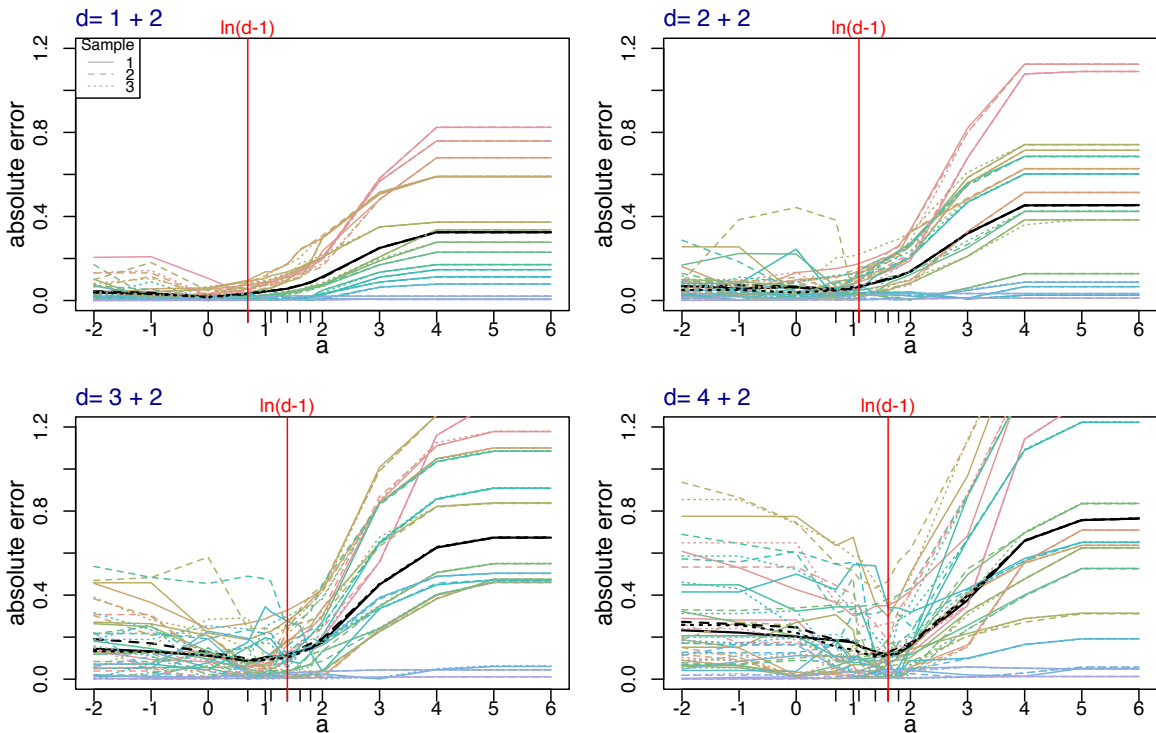 d= 1 + 2
ln(d-1)
Sample
1
2
3
absolute error
0.0 0.4 0.8 1.2
-2 -1 0 1 2 3 4 5 6
a
d= 2 + 2
ln(d-1)
absolute error
0.0 0.4 0.8 1.2
-2 -1 0 1 2 3 4 5 6
a
d= 3 + 2
ln(d-1)
absolute error
0.0 0.4 0.8 1.2
-2 -1 0 1 2 3 4 5 6
a
d= 4 + 2
ln(d-1)
absolute error
0.0 0.4 0.8 1.2
-2 -1 0 1 2 3 4 5 6
a